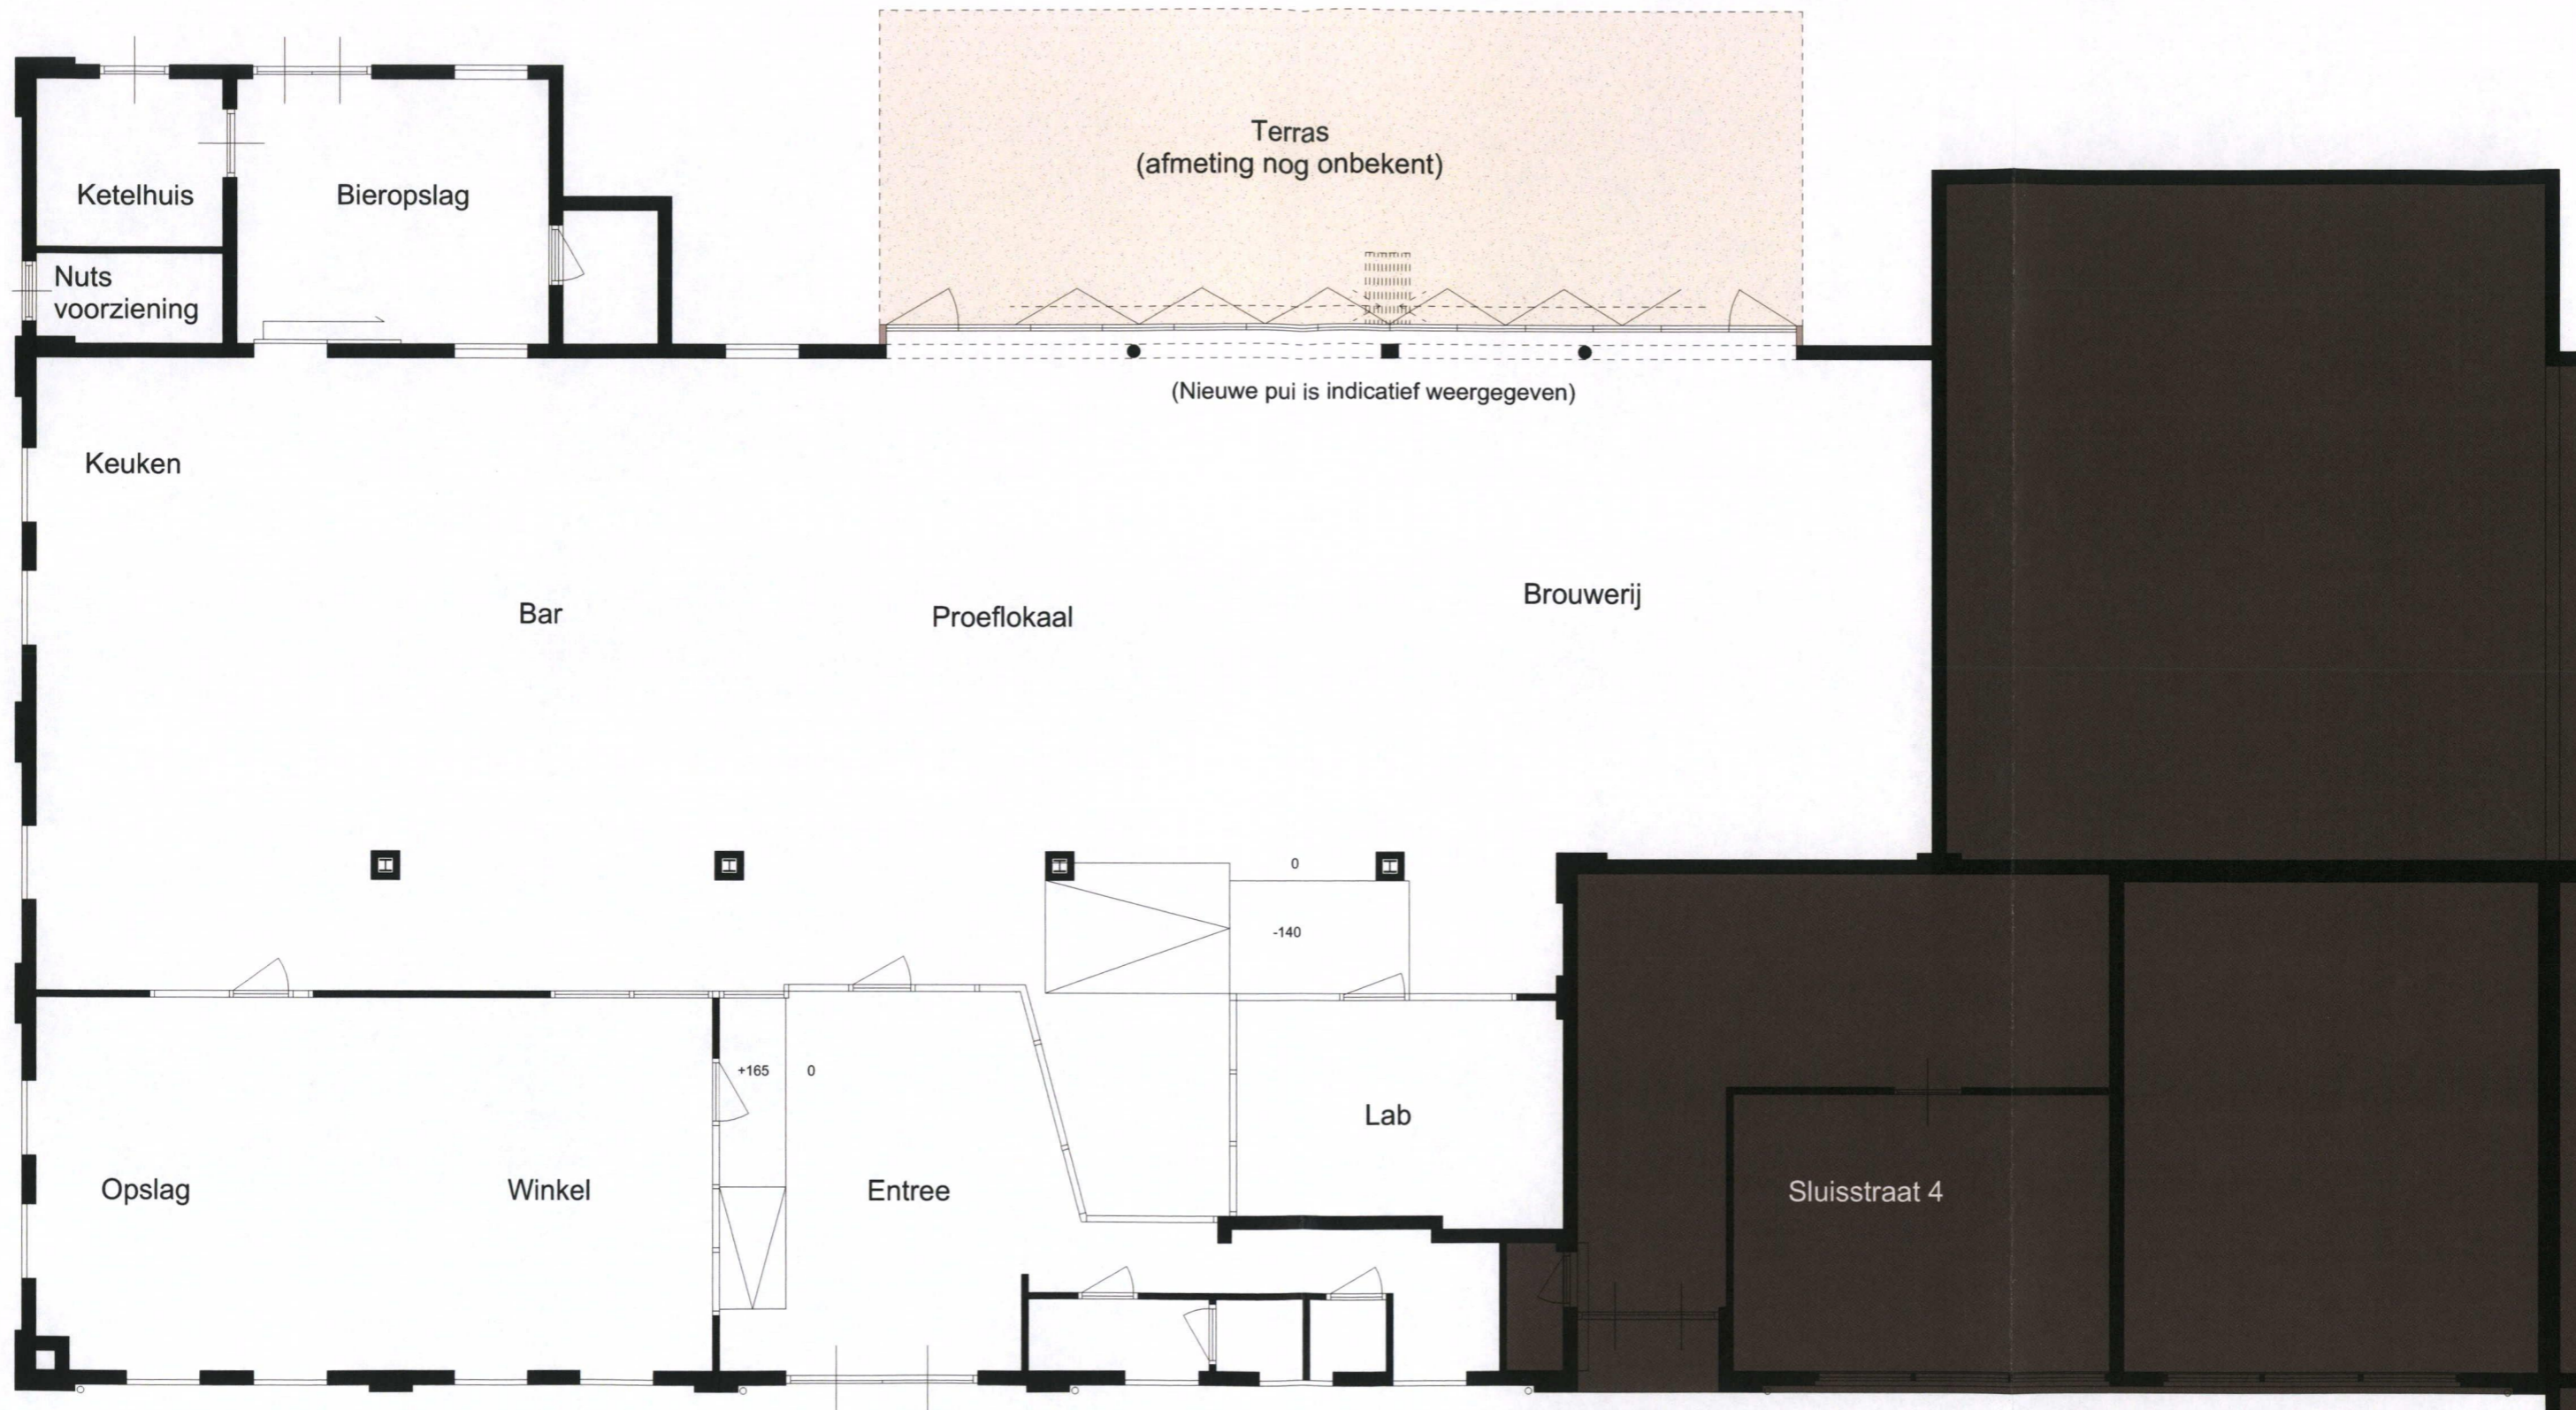 Terras
(afmeting nog onbekent)
Ketelhuis
Bieropslag
Nuts
voorziening
(Nieuwe pui is indicatief weergegeven)
Keuken
Bar
Proeflokaal
Brouwerij
0
-140
+165
0
Lab
Opslag
Winkel
Entree
Sluisstraat 4